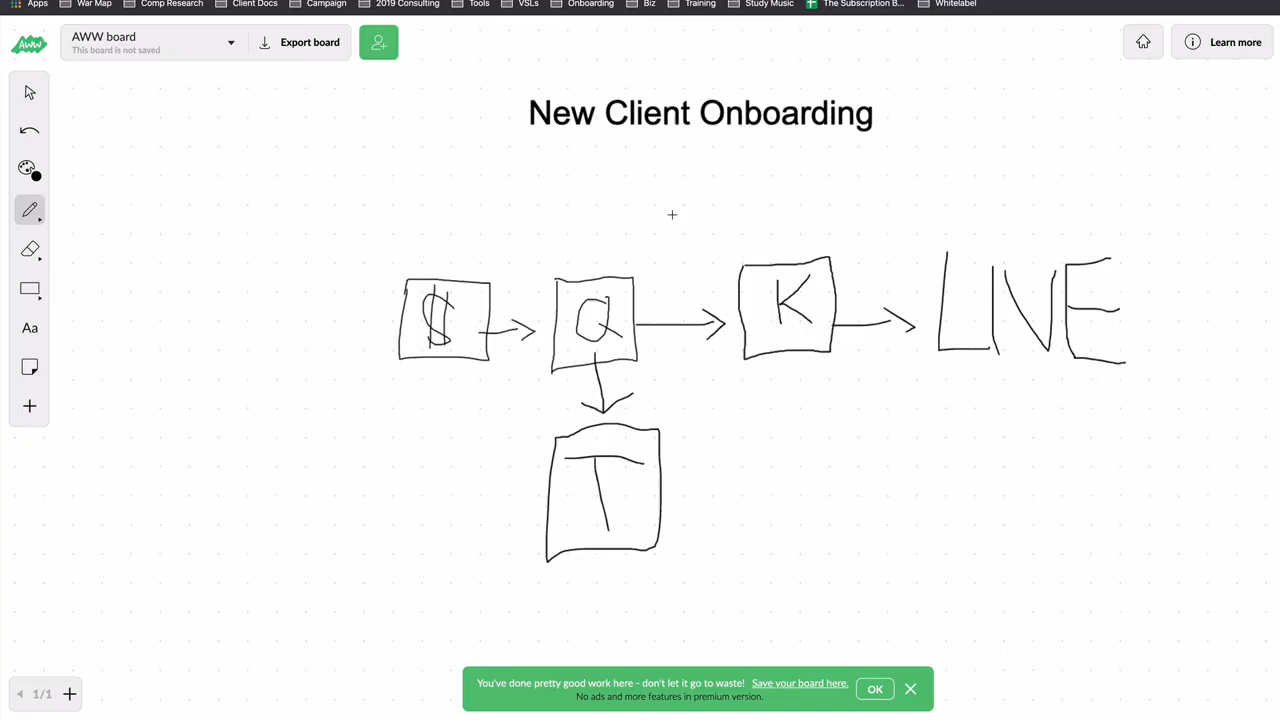 Apps War Map Comp Research Client Docs Campaign 2019 Consulting Tools VSLs Onboarding Biz Training Study Music The Subscription B... Whitelabel
AWW
AWW board
This board is not saved
Export board
Learn more
New Client Onboarding
$ Q K LIVE
T
Aa
1/1
You've done pretty good work here - don't let it go to waste! Save your board here.
No ads and more features in premium version.
OK